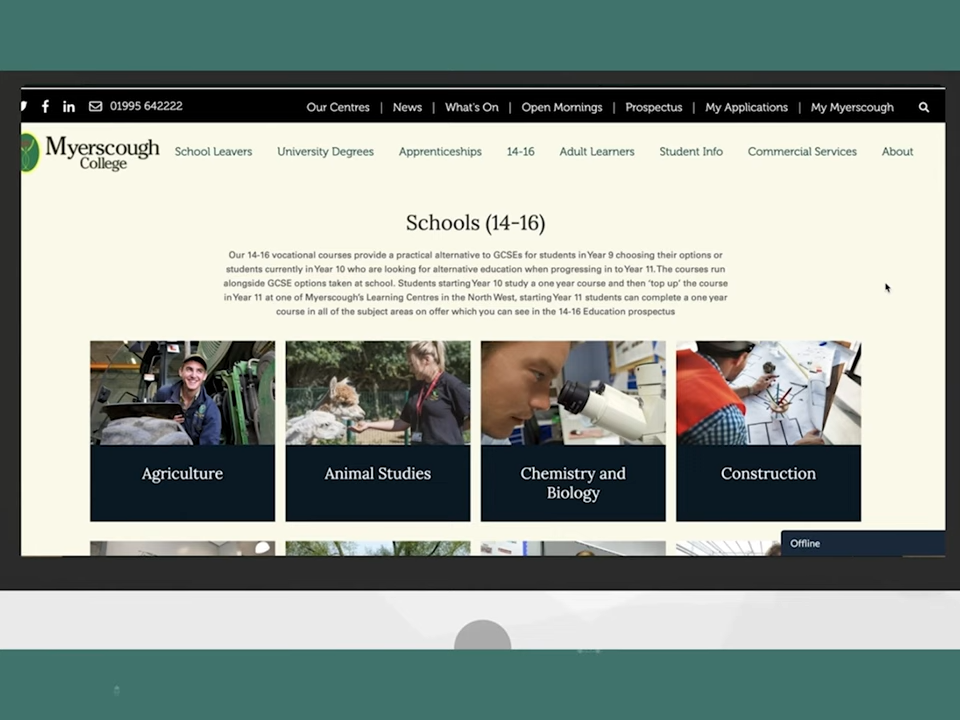 01995 642222
Our Centres | News | What's On | Open Mornings | Prospectus | My Applications | My Myerscough
Myerscough
College
School Leavers University Degrees Apprenticeships 14-16 Adult Learners Student Info Commercial Services About
Schools (14-16)
Our 14-16 vocational courses provide a practical alternative to GCSEs for students in Year 9 choosing their options or
students currently in Year 10 who are looking for alternative education when progressing in to Year 11. The courses run
alongside GCSE options taken at school. Students starting Year 10 study a one year course and then 'top up' the course
in Year 11 at one of Myerscough's Learning Centres in the North West, starting Year 11 students can complete a one year
course in all of the subject areas on offer which you can see in the 14-16 Education prospectus
Agriculture
Animal Studies
Chemistry and
Biology
Construction
Offline